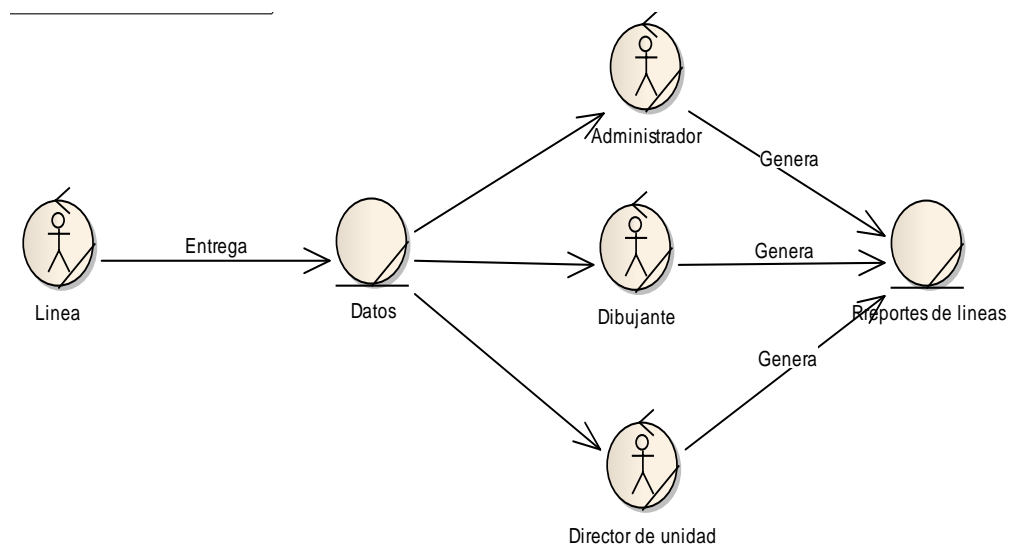 Administrador
Genera
Entrega
Genera
Linea
Datos
Dibujante
Rreportes de lineas
Genera
Director de unidad